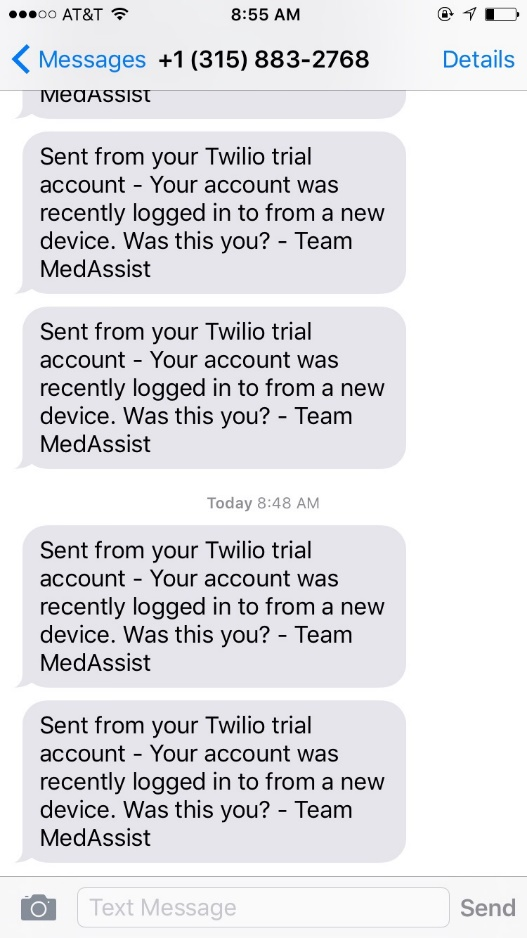 AT&T 8:55 AM
Messages +1 (315) 883-2768 Details
MedAssist
Sent from your Twilio trial
account - Your account was
recently logged in to from a new
device. Was this you? - Team
MedAssist
Sent from your Twilio trial
account - Your account was
recently logged in to from a new
device. Was this you? - Team
MedAssist
Today 8:48 AM
Sent from your Twilio trial
account - Your account was
recently logged in to from a new
device. Was this you? - Team
MedAssist
Sent from your Twilio trial
account - Your account was
recently logged in to from a new
device. Was this you? - Team
MedAssist
Text Message Send